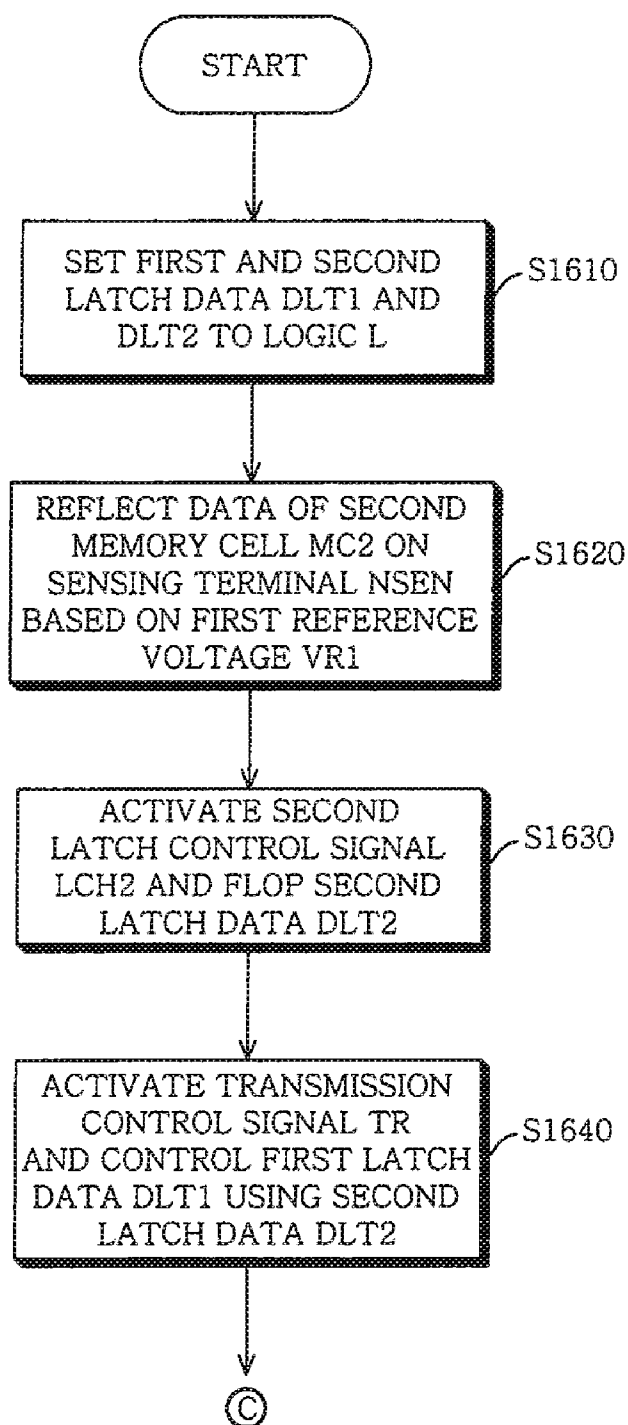 START
SET FIRST AND SECOND
LATCH DATA DLT1 AND
DLT2 TO LOGIC L
S1610
REFLECT DATA OF SECOND
MEMORY CELL MC2 ON
SENSING TERMINAL NSEN
BASED ON FIRST REFERENCE
VOLTAGE VR1
S1620
ACTIVATE SECOND
LATCH CONTROL SIGNAL
LCH2 AND FLOP SECOND
LATCH DATA DLT2
S1630
ACTIVATE TRANSMISSION
CONTROL SIGNAL TR
AND CONTROL FIRST LATCH
DATA DLT1 USING SECOND
LATCH DATA DLT2
S1640
C